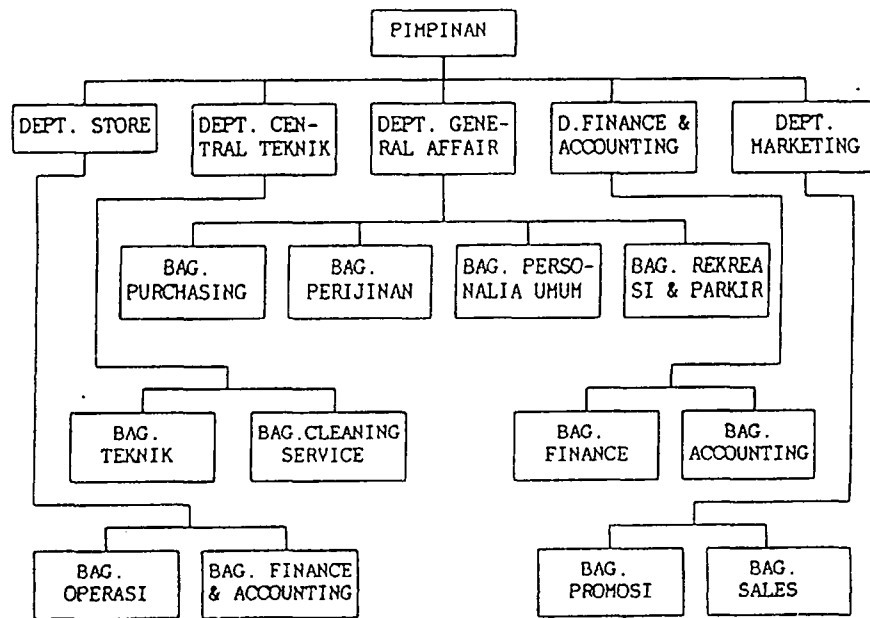 PIMPINAN
DEPT. STORE
DEPT. CEN-
TRAL TEKNIK
DEPT. GENE-
RAL AFFAIR
D.FINANCE &
ACCOUNTING
DEPT.
MARKETING
BAG.
PURCHASING
BAG.
PERIJINAN
BAG. PERSO-
NALIA UMUM
BAG. REKREA
SI & PARKIR
BAG.
TEKNIK
BAG.CLEANING
SERVICE
BAG.
FINANCE
BAG.
ACCOUNTING
BAG.
OPERASI
BAG. FINANCE
& ACCOUNTING
BAG.
PROMOSI
BAG.
SALES